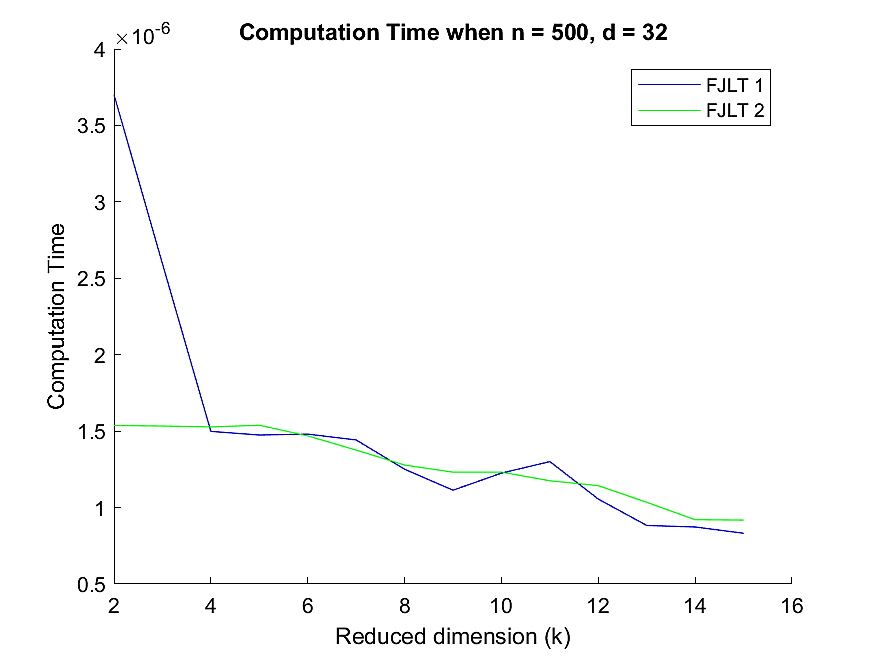 Computation Time when n = 500, d = 32
×10-6
4
3.5
3
2.5
2
1.5
1
0.5
Computation Time
2 4 6 8 10 12 14 16
Reduced dimension (k)
FJLT 1
FJLT 2